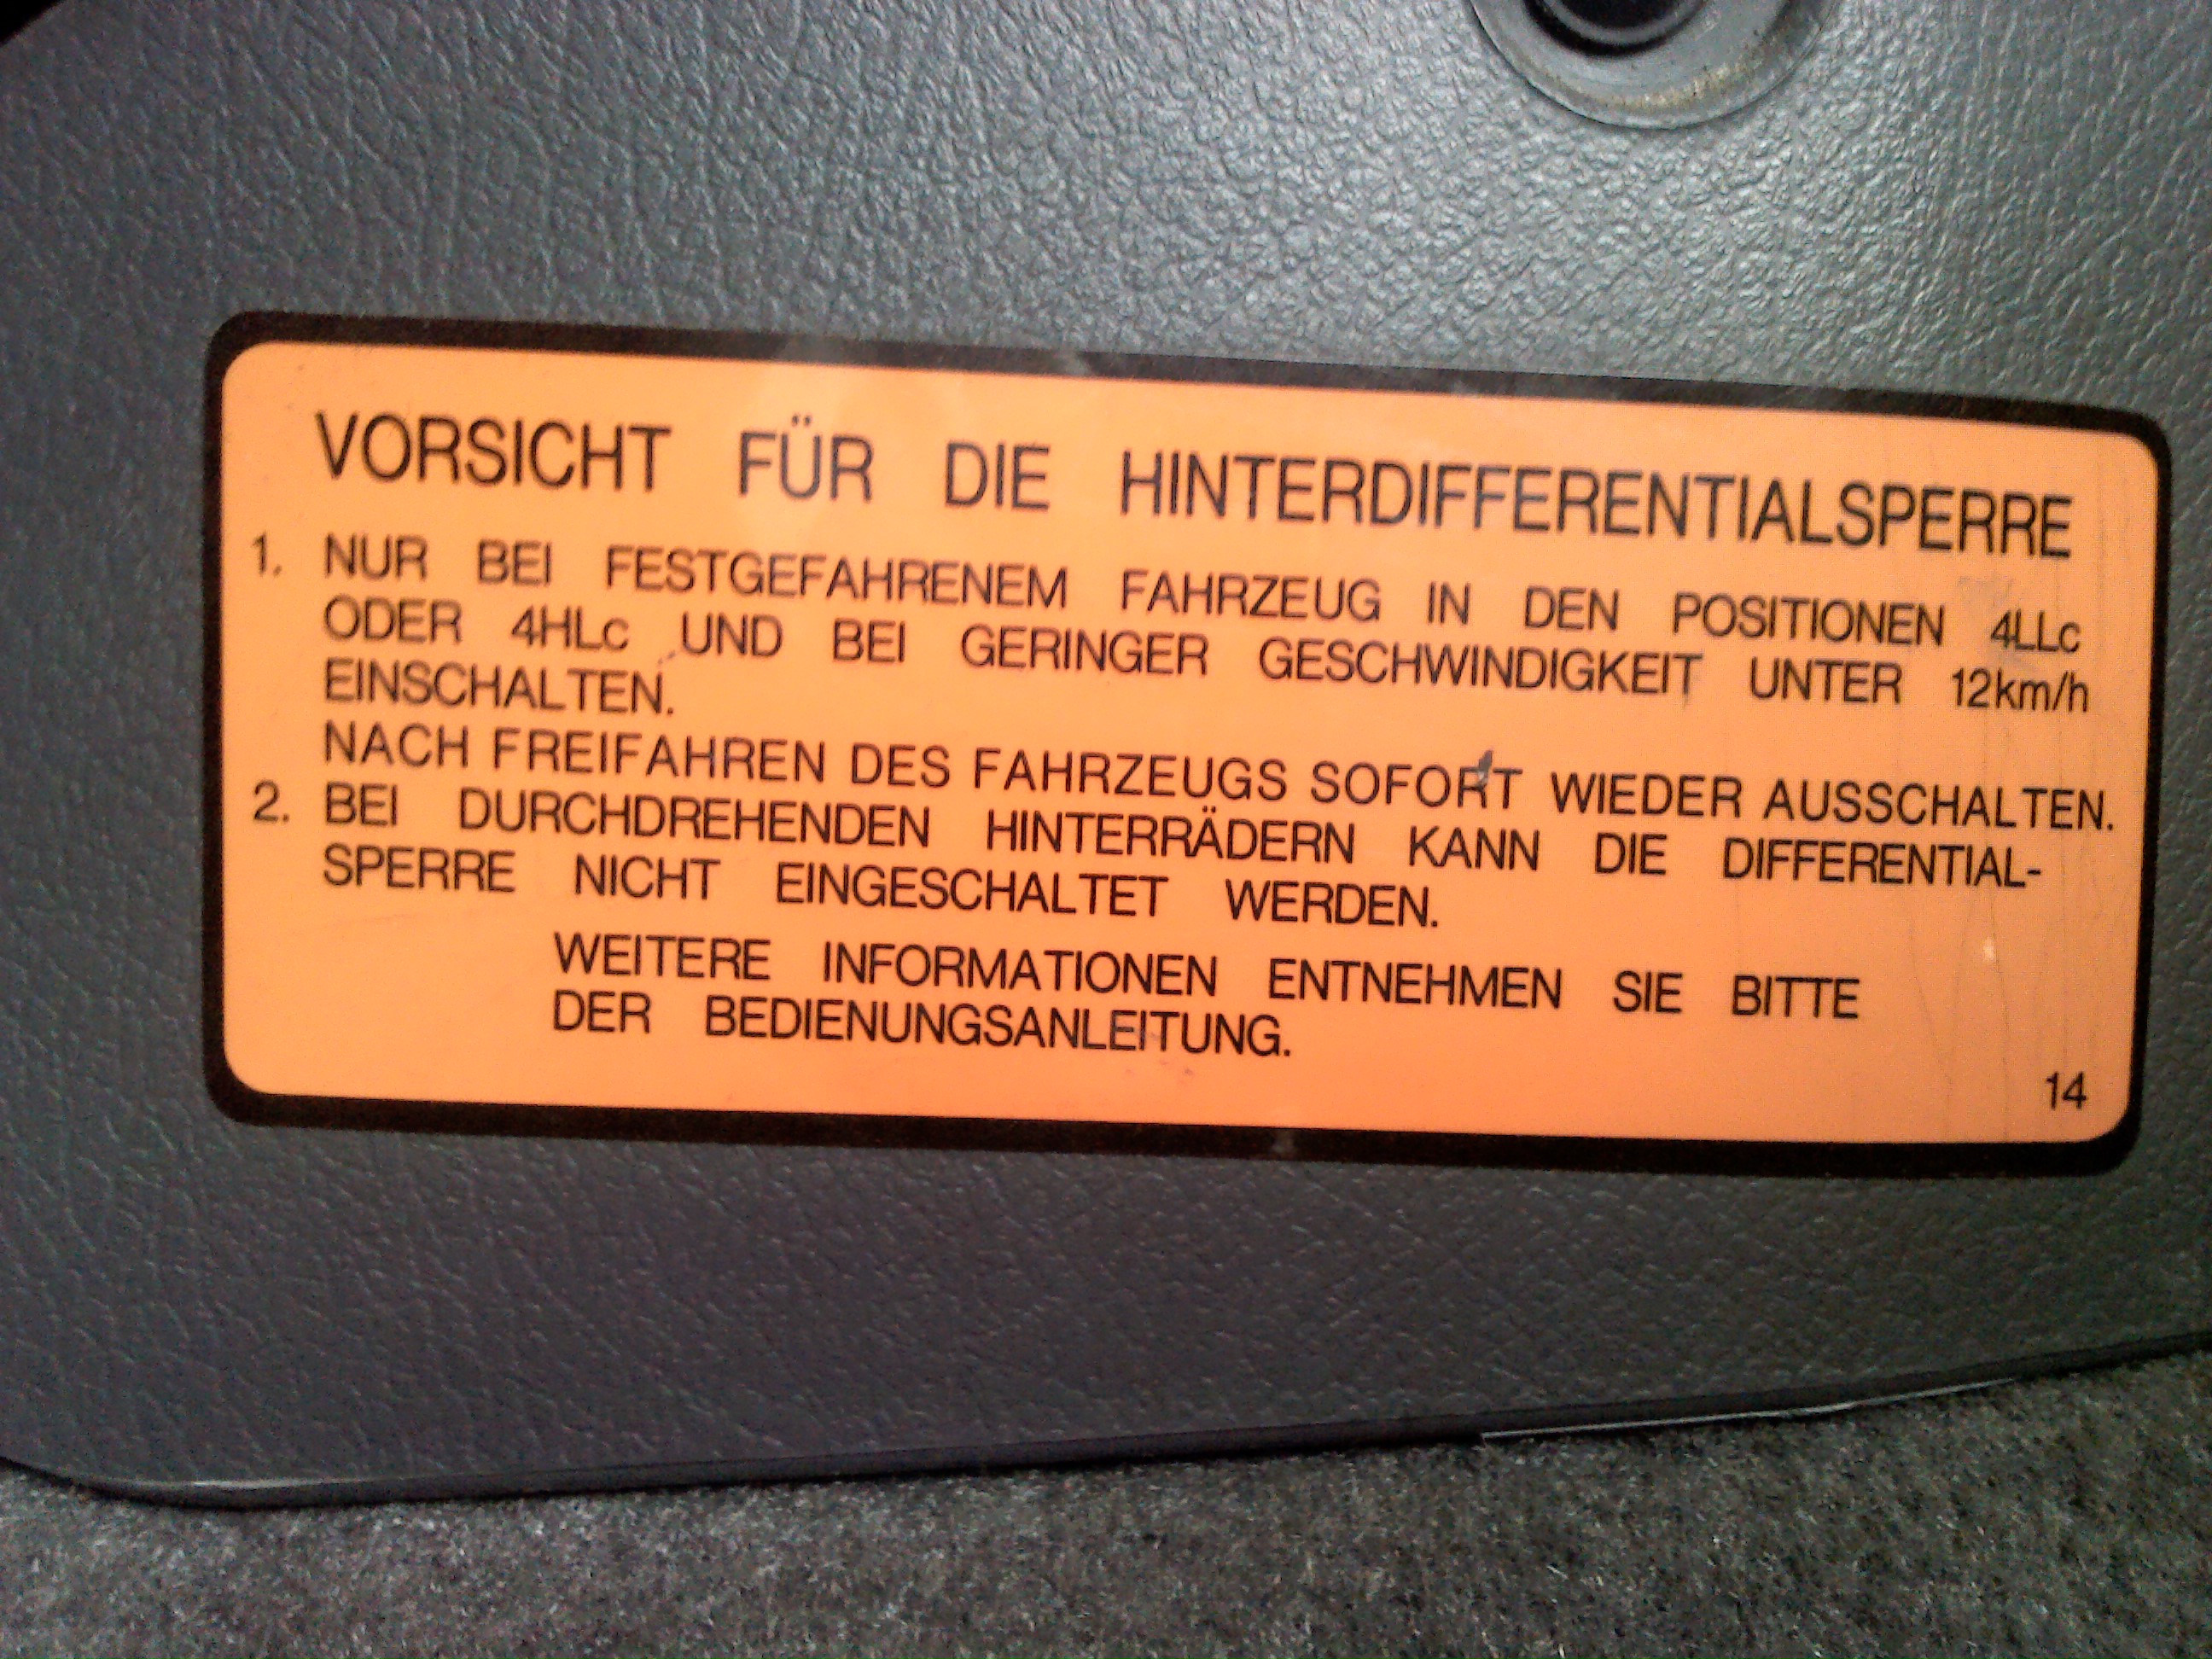 VORSICHT FÜR DIE HINTERDIFFERENTIALSPERRE
1. NUR BEI FESTGEFAHRENEM FAHRZEUG IN DEN POSITIONEN 4LLc
ODER 4HLc UND BEI GERINGER GESCHWINDIGKEIT UNTER 12km/h
EINSCHALTEN.
NACH FREIFAHREN DES FAHRZEUGS SOFORT WIEDER AUSSCHALTEN.
2. BEI DURCHDREHENDEN HINTERRÄDERN KANN DIE DIFFERENTIAL-
SPERRE NICHT EINGESCHALTET WERDEN.
WEITERE INFORMATIONEN ENTNEHMEN SIE BITTE
DER BEDIENUNGSANLEITUNG.
14